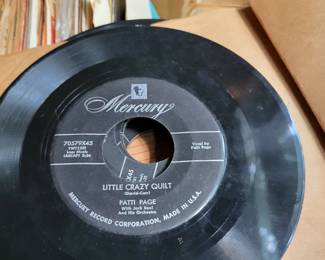 Mercury
70579X45
Vocal by
Patti Page
X45
LITTLE CRAZY QUILT
PATTI PAGE
With Jack Rael
And His Orchestra
MERCURY RECORD CORPORATION, MADE IN U.S.A.